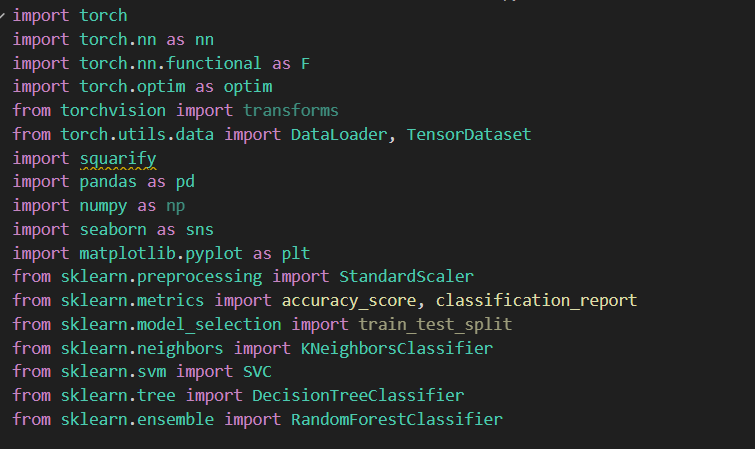 import torch
import torch.nn as nn
import torch.nn.functional as F
import torch.optim as optim
from torchvision import transforms
from torch.utils.data import DataLoader, TensorDataset
import squarify
import pandas as pd
import numpy as np
import seaborn as sns
import matplotlib.pyplot as plt
from sklearn.preprocessing import StandardScaler
from sklearn.metrics import accuracy_score, classification_report
from sklearn.model_selection import train_test_split
from sklearn.neighbors import KNeighborsClassifier
from sklearn.svm import SVC
from sklearn.tree import DecisionTreeClassifier
from sklearn.ensemble import RandomForestClassifier